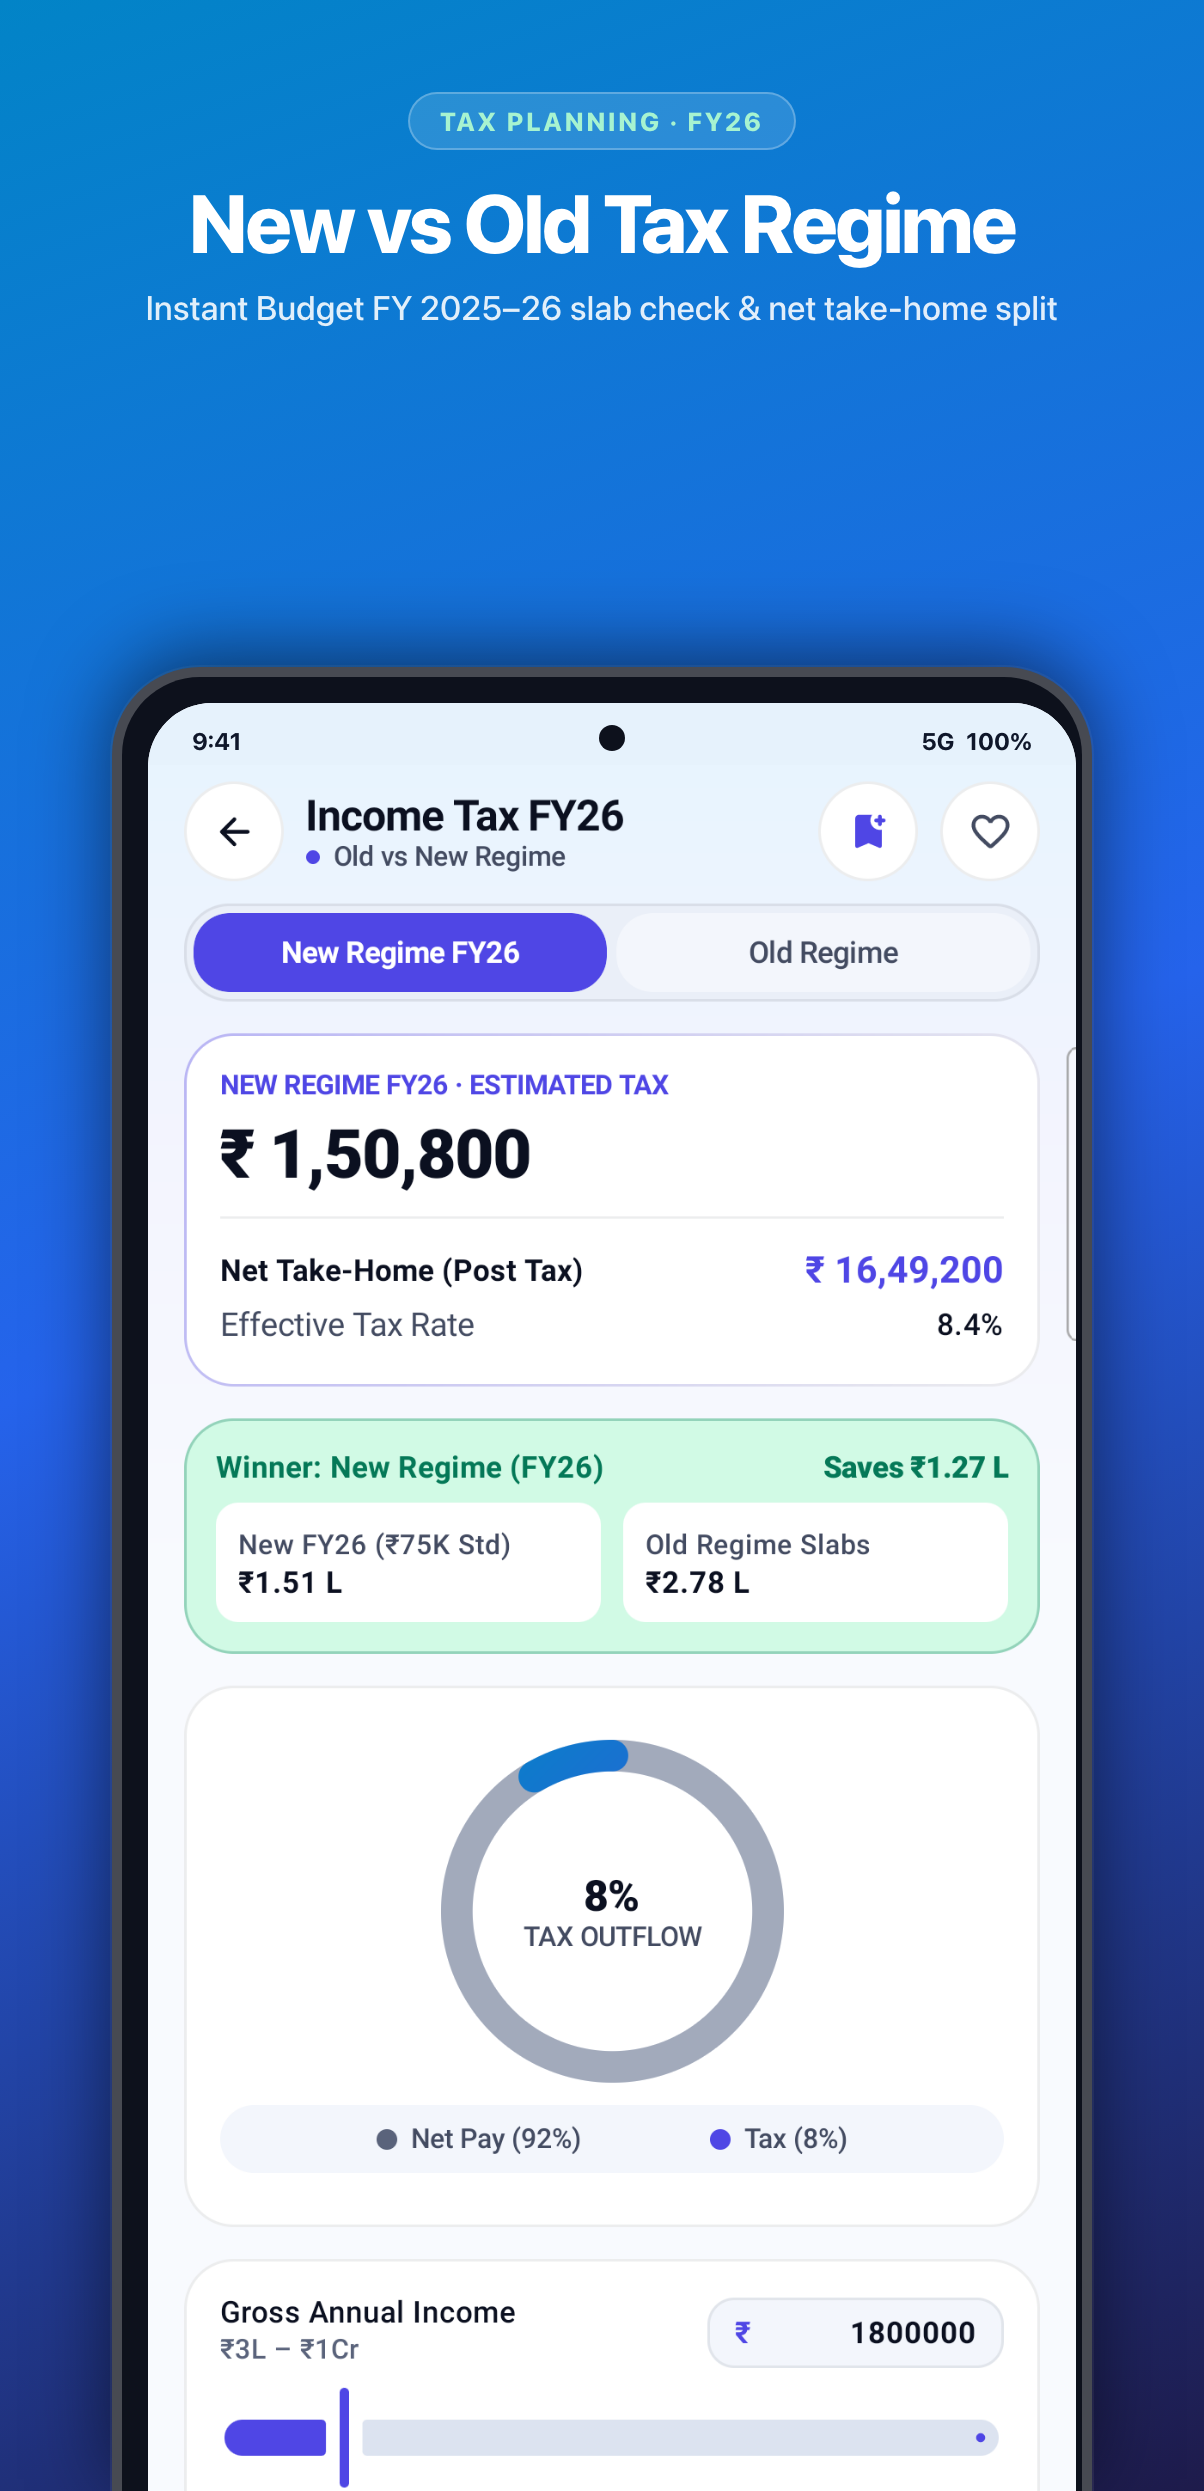 TAX PLANNING · FY26
New vs Old Tax Regime
Instant Budget FY 2025–26 slab check & net take-home split
9:41
5G 100%
Income Tax FY26
Old vs New Regime
New Regime FY26
Old Regime
NEW REGIME FY26 · ESTIMATED TAX
₹ 1,50,800
Net Take-Home (Post Tax)
₹ 16,49,200
Effective Tax Rate
8.4%
Winner: New Regime (FY26)
Saves ₹1.27 L
New FY26 (₹75K Std)
₹1.51 L
Old Regime Slabs
₹2.78 L
8%
TAX OUTFLOW
Net Pay (92%)
Tax (8%)
Gross Annual Income
₹3L – ₹1Cr
₹ 1800000